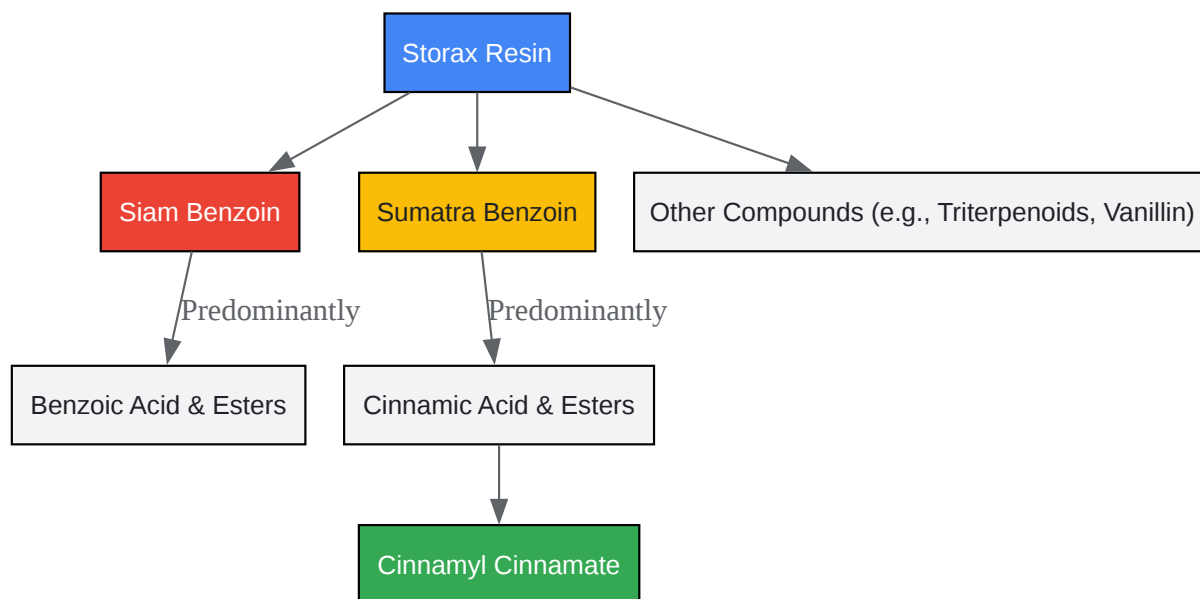 Storax Resin
Siam Benzoin
Sumatra Benzoin
Other Compounds (e.g., Triterpenoids, Vanillin)
Predominantly
Predominantly
Benzoic Acid & Esters
Cinnamic Acid & Esters
Cinnamyl Cinnamate